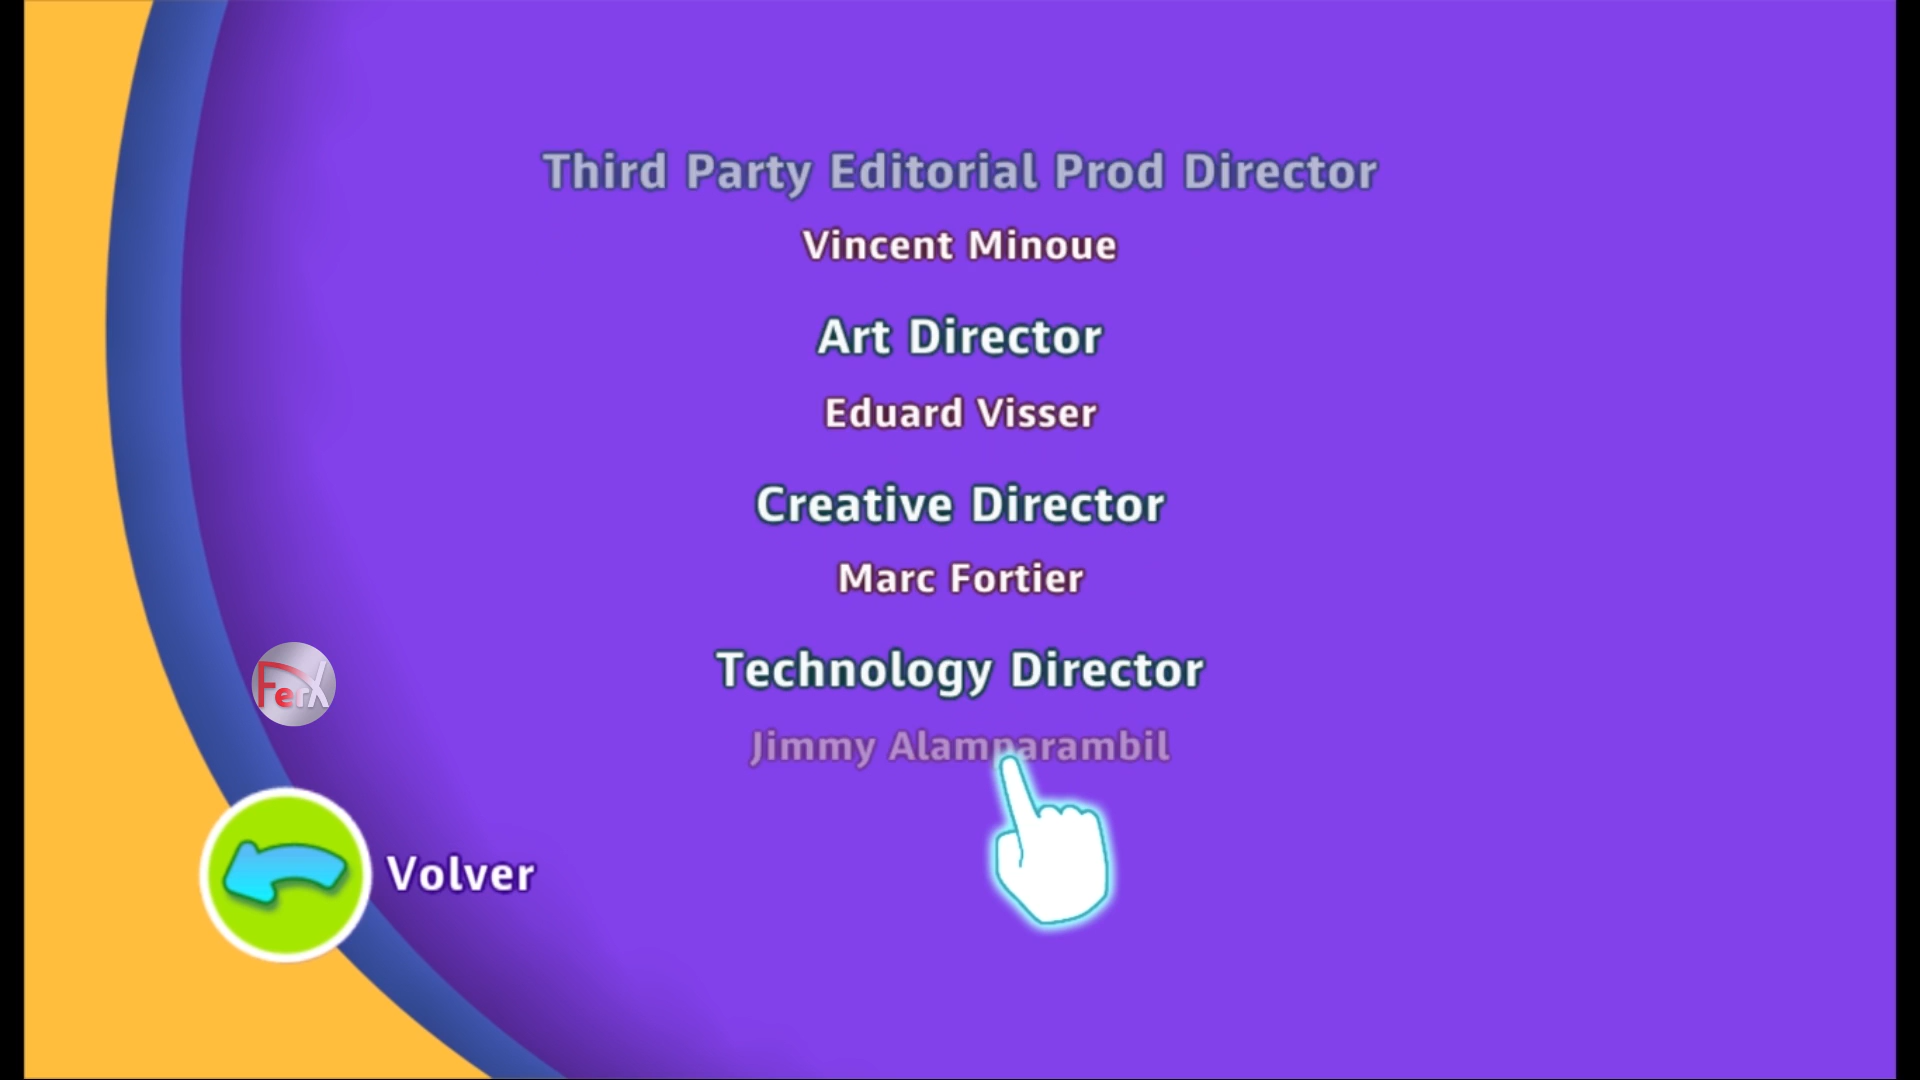 Third Party Editorial Prod Director
Vincent Minoue
Art Director
Eduard Visser
Creative Director
Marc Fortier
Technology Director
Jimmy Alamparambil
FerX
Volver